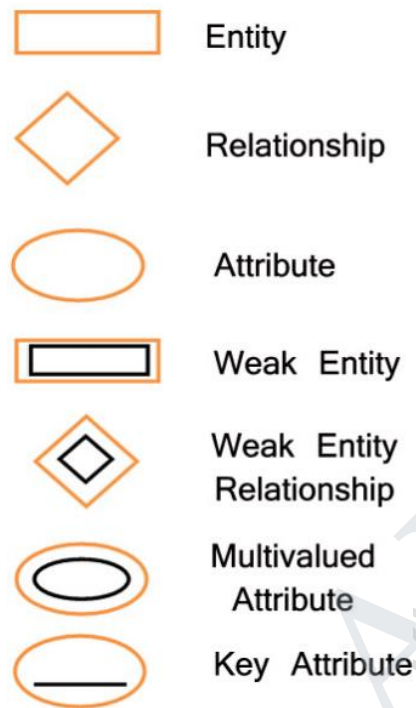 Entity
Relationship
Attribute
Weak Entity
Weak Entity
Relationship
Multivalued
Attribute
Key Attribute